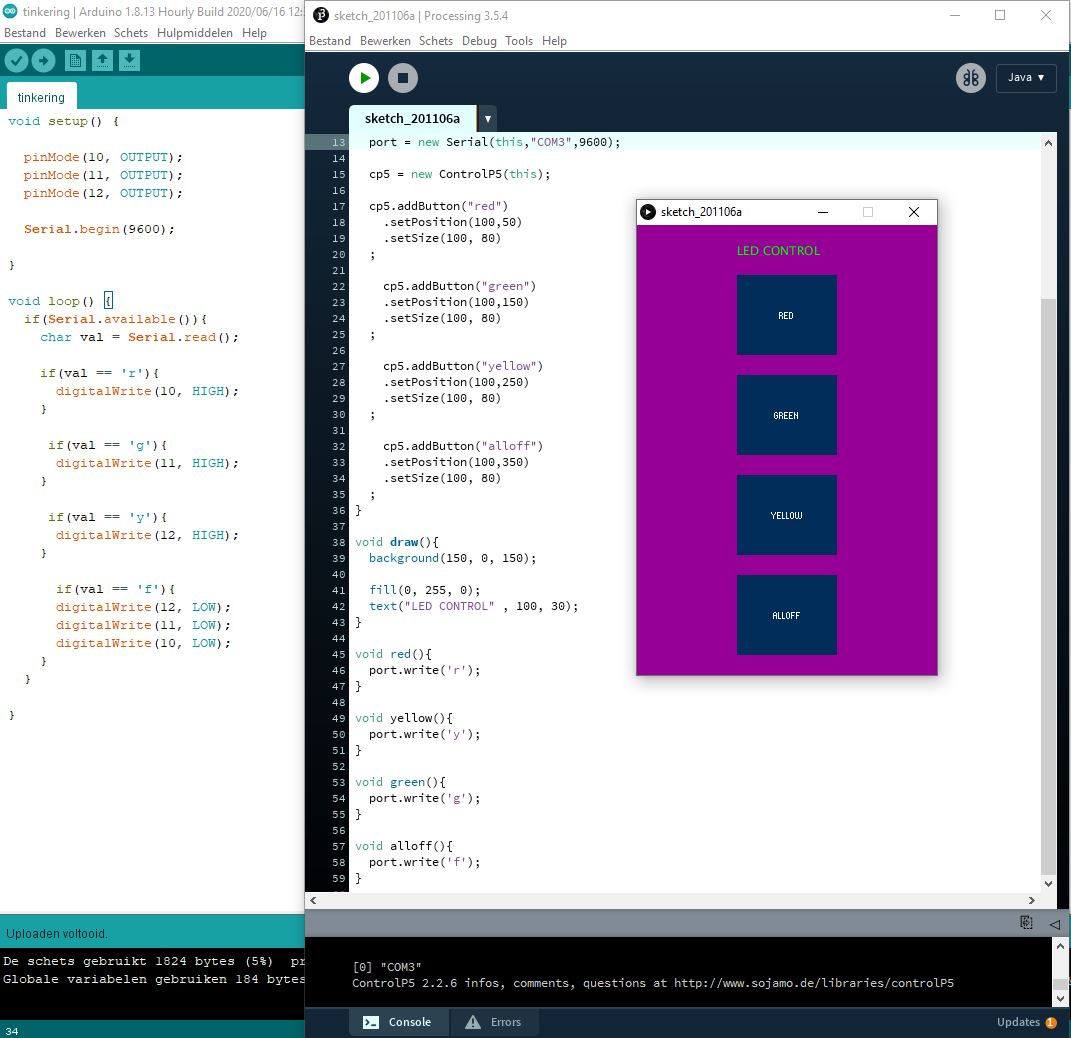 tinkering | Arduino 1.8.13 Hourly Build 2020/06/16 12:
Bestand Bewerken Schets Hulpmiddelen Help
tinkering
void setup() {
pinMode(10, OUTPUT);
pinMode(11, OUTPUT);
pinMode(12, OUTPUT);
Serial.begin(9600);
}
void loop() {
if(Serial.available()){
char val = Serial.read();
if(val == 'r'){
digitalWrite(10, HIGH);
}
if(val == 'g'){
digitalWrite(11, HIGH);
}
if(val == 'y'){
digitalWrite(12, HIGH);
}
if(val == 'f'){
digitalWrite(12, LOW);
digitalWrite(11, LOW);
digitalWrite(10, LOW);
}
}
}
Uploaden voltooid.
De schets gebruikt 1824 bytes (5%) pr
Globale variabelen gebruiken 184 bytes
34
sketch_201106a | Processing 3.5.4
Bestand Bewerken Schets Debug Tools Help
Java ▼
sketch_201106a ▼
13 port = new Serial(this,"COM3",9600);
14
15 cp5 = new ControlP5(this);
16
17 cp5.addButton("red")
18 .setPosition(100,50)
19 .setSize(100, 80)
20 ;
21
22 cp5.addButton("green")
23 .setPosition(100,150)
24 .setSize(100, 80)
25 ;
26
27 cp5.addButton("yellow")
28 .setPosition(100,250)
29 .setSize(100, 80)
30 ;
31
32 cp5.addButton("alloff")
33 .setPosition(100,350)
34 .setSize(100, 80)
35 ;
36 }
37
38 void draw(){
39 background(150, 0, 150);
40
41 fill(0, 255, 0);
42 text("LED CONTROL" , 100, 30);
43 }
44
45 void red(){
46 port.write('r');
47 }
48
49 void yellow(){
50 port.write('y');
51 }
52
53 void green(){
54 port.write('g');
55 }
56
57 void alloff(){
58 port.write('f');
59 }
[0] "COM3"
ControlP5 2.2.6 infos, comments, questions at http://www.sojamo.de/libraries/controlP5
Console Errors Updates 1
sketch_201106a
LED CONTROL
RED
GREEN
YELLOW
ALLOFF